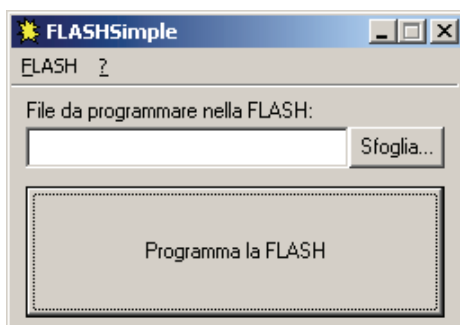 FLASHSimple
FLASH ?
File da programmare nella FLASH:
Sfoglia...
Programma la FLASH